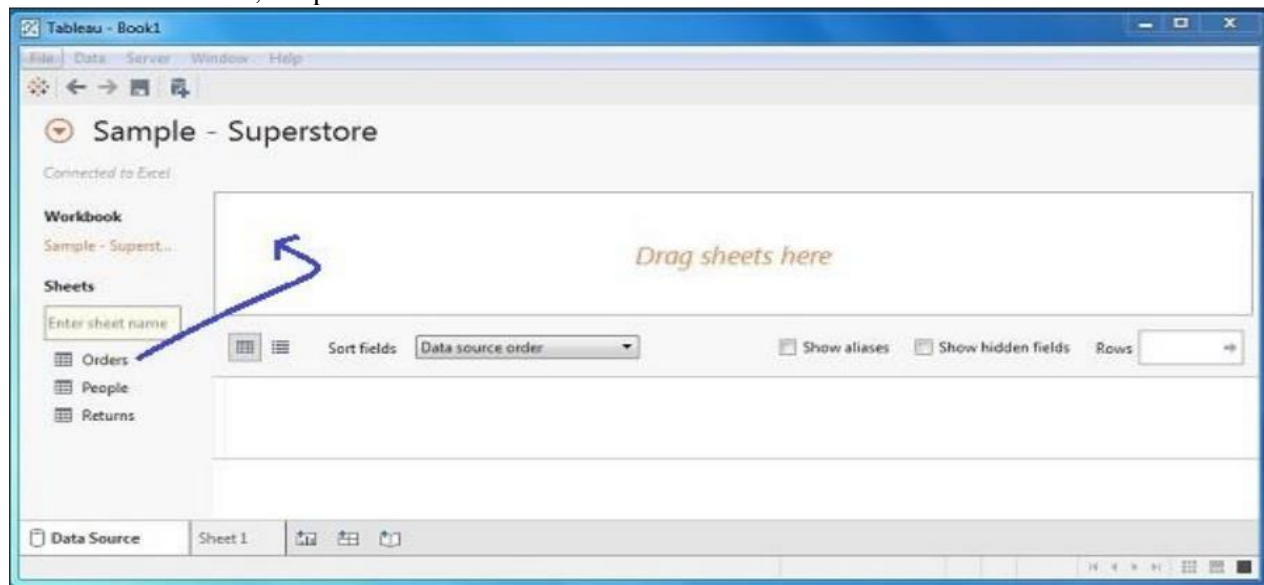 Tableau - Book1
File Data Server Window Help
Sample - Superstore
Connected to Excel
Workbook
Sample - Superst...
Drag sheets here
Sheets
Enter sheet name
Sort fields Data source order Show aliases Show hidden fields Rows
Orders
People
Returns
Data Source Sheet 1